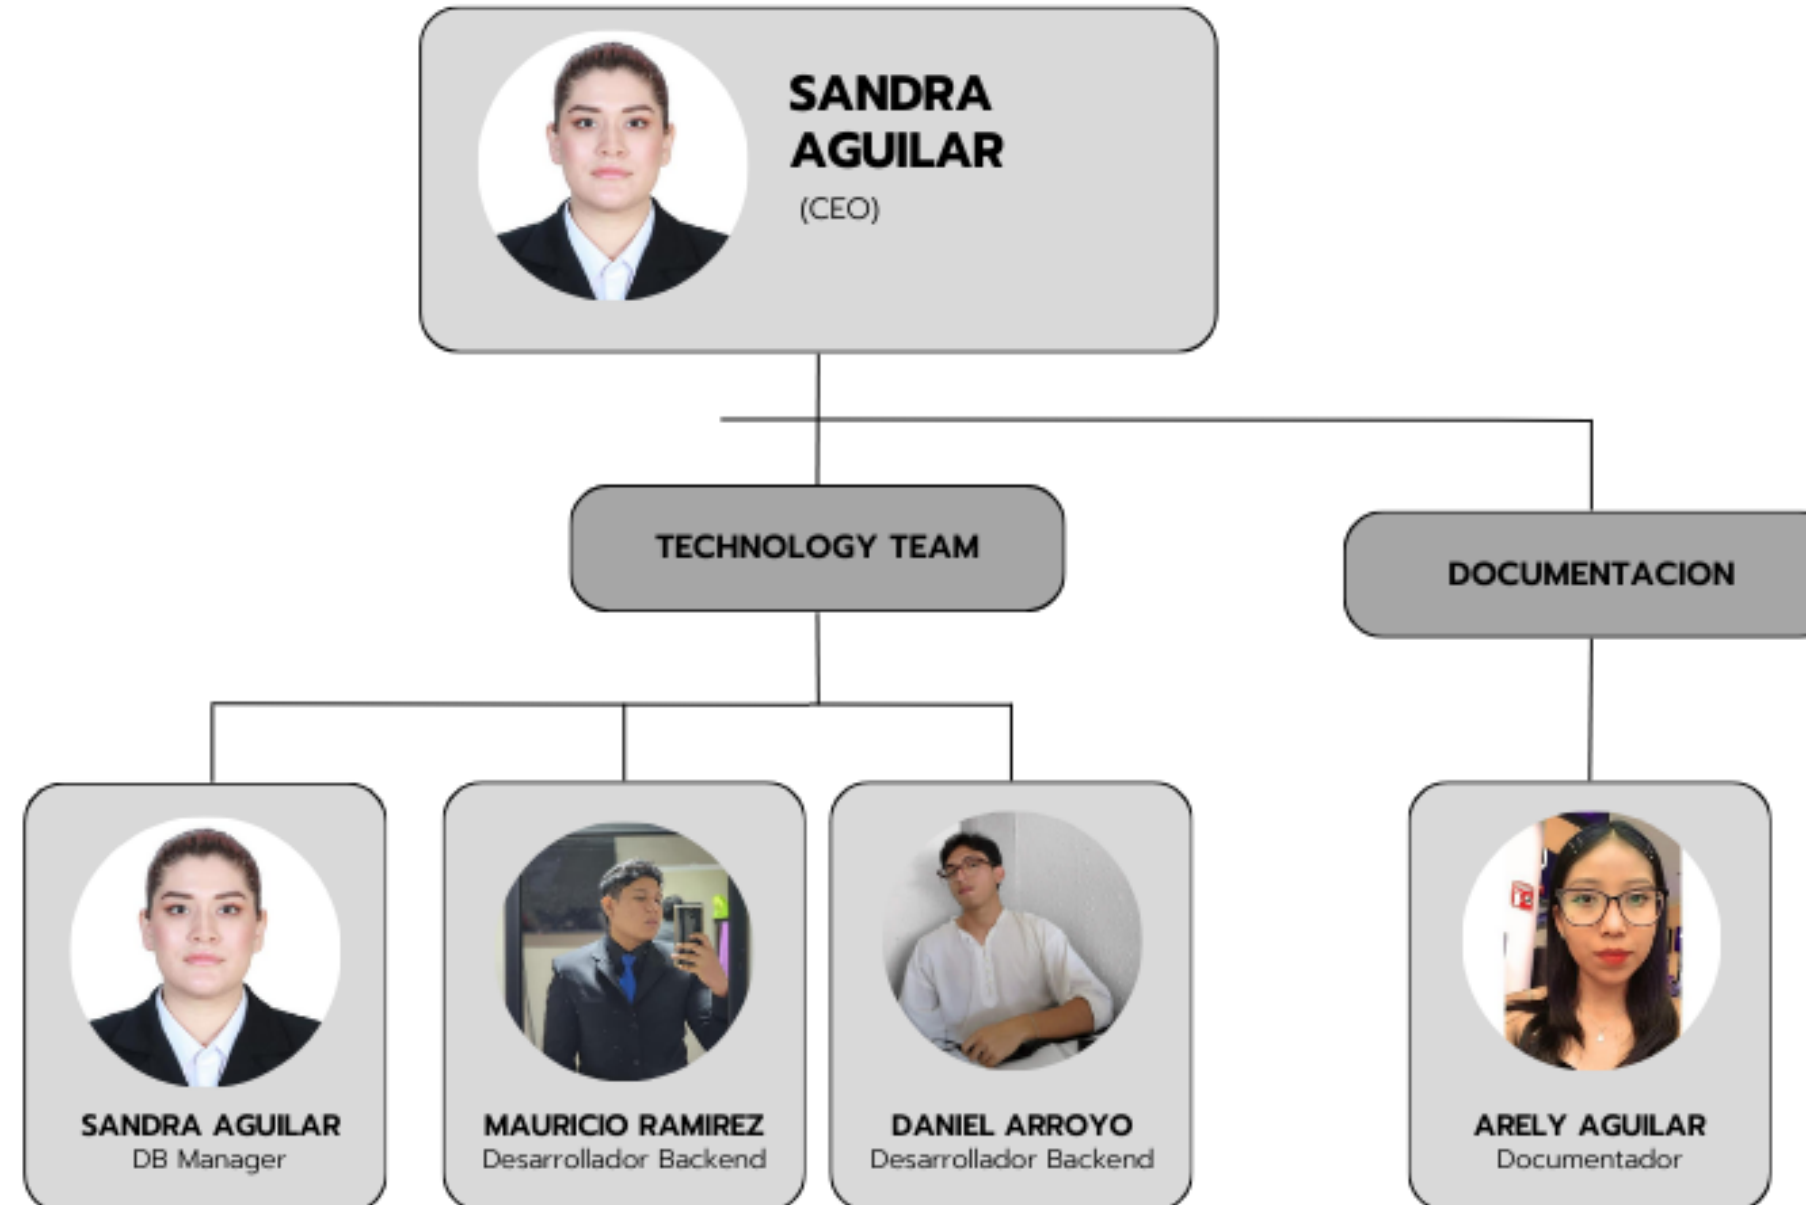 SANDRA
AGUILAR
(CEO)
TECHNOLOGY TEAM
DOCUMENTACION
SANDRA AGUILAR
DB Manager
MAURICIO RAMIREZ
Desarrollador Backend
DANIEL ARROYO
Desarrollador Backend
ARELY AGUILAR
Documentador